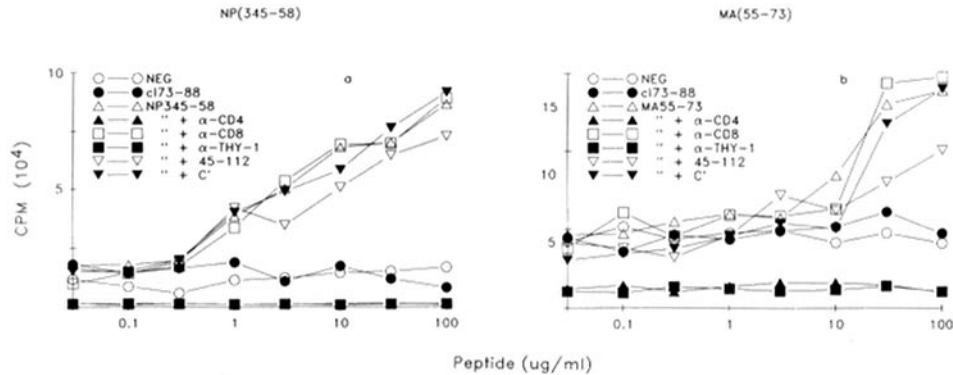 NP(345-58)
MA(55-73)
a
NEG
cl73-88
NP345-58
" + α-CD4
" + α-CD8
" + α-THY-1
" + 45-112
" + C'
10
5
CPM (10⁴)
0.1
1
10
100
b
NEG
cl73-88
MA55-73
" + α-CD4
" + α-CD8
" + α-THY-1
" + 45-112
" + C'
15
10
5
0.1
1
10
100
Peptide (ug/ml)